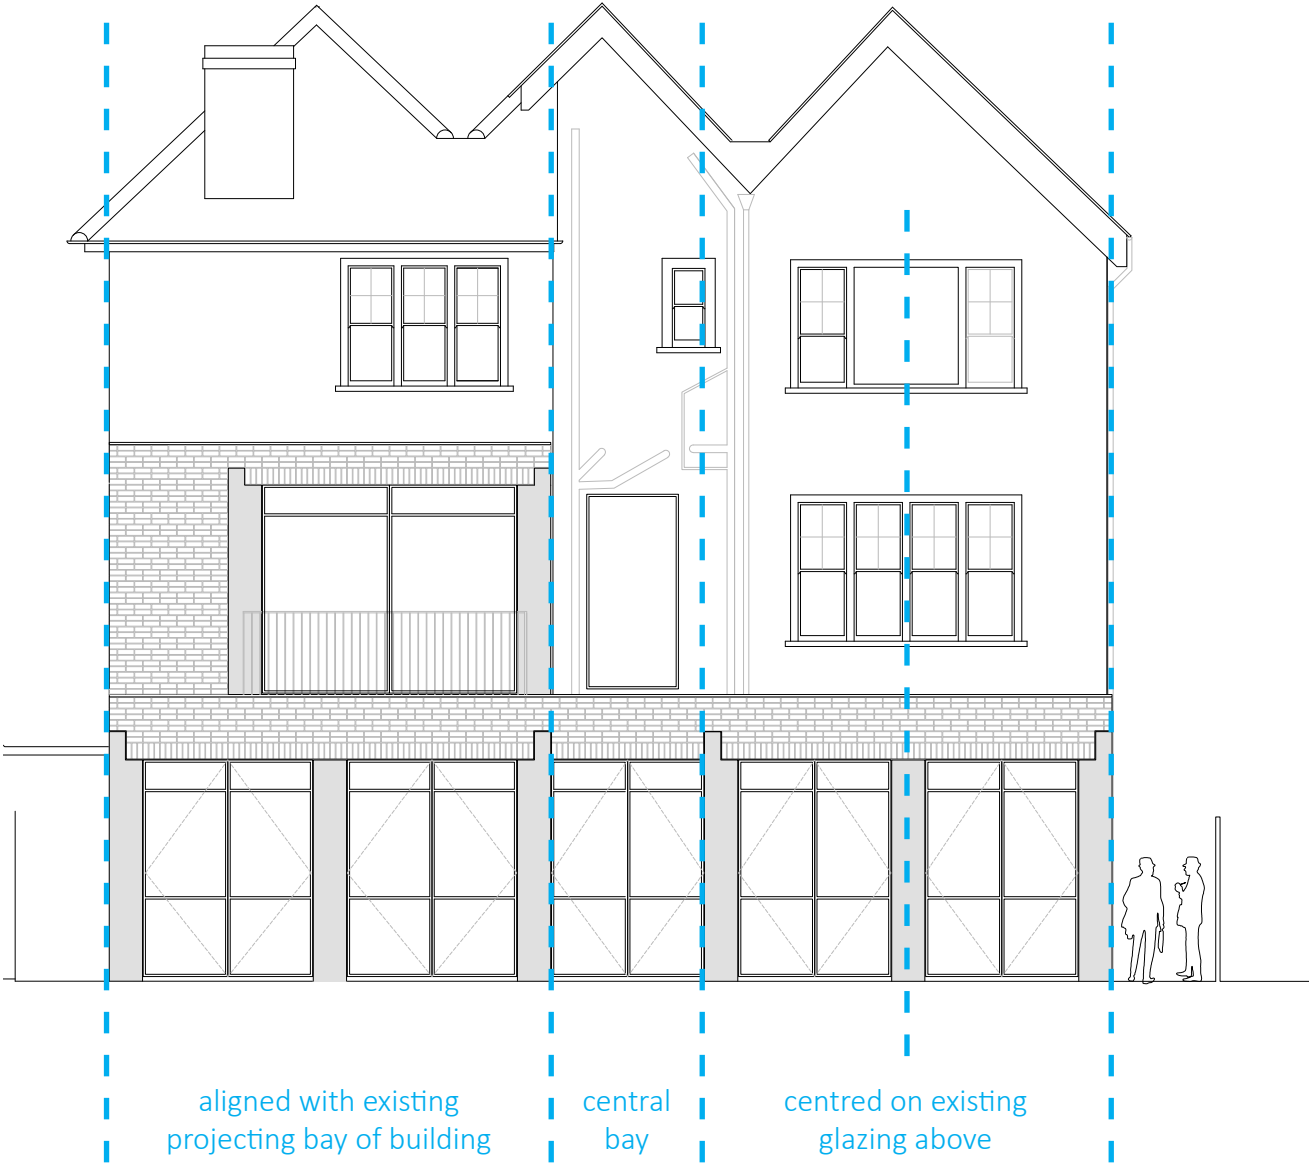 aligned with existing
projecting bay of building
central
bay
centred on existing
glazing above